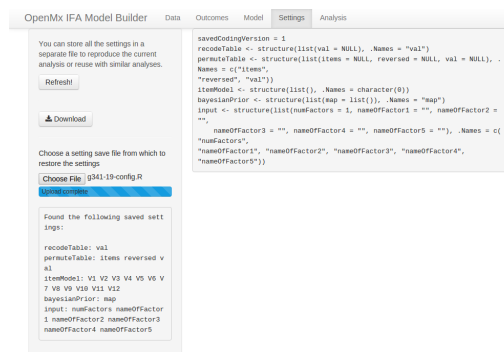 OpenMx IFA Model Builder Data Outcomes Model Settings Analysis
You can store all the settings in a
separate file to reproduce the current
analysis or reuse with similar analyses.
Refresh!
Download
Choose a setting save file from which to
restore the settings
Choose File g341-19-config.R
Upload complete
Found the following saved sett
ings:
recodeTable: val
permuteTable: items reversed v
al
itemModel: V1 V2 V3 V4 V5 V6 V
7 V8 V9 V10 V11 V12
bayesianPrior: map
input: numFactors nameOfFactor
1 nameOfFactor2 nameOfFactor3
nameOfFactor4 nameOfFactor5
savedCodingVersion = 1
recodeTable <- structure(list(val = NULL), .Names = "val")
permuteTable <- structure(list(items = NULL, reversed = NULL, val = NULL), .
Names = c("items",
"reversed", "val"))
itemModel <- structure(list(), .Names = character(0))
bayesianPrior <- structure(list(map = list()), .Names = "map")
input <- structure(list(numFactors = 1, nameOfFactor1 = "", nameOfFactor2 =
"",
nameOfFactor3 = "", nameOfFactor4 = "", nameOfFactor5 = ""), .Names = c(
"numFactors",
"nameOfFactor1", "nameOfFactor2", "nameOfFactor3", "nameOfFactor4",
"nameOfFactor5"))